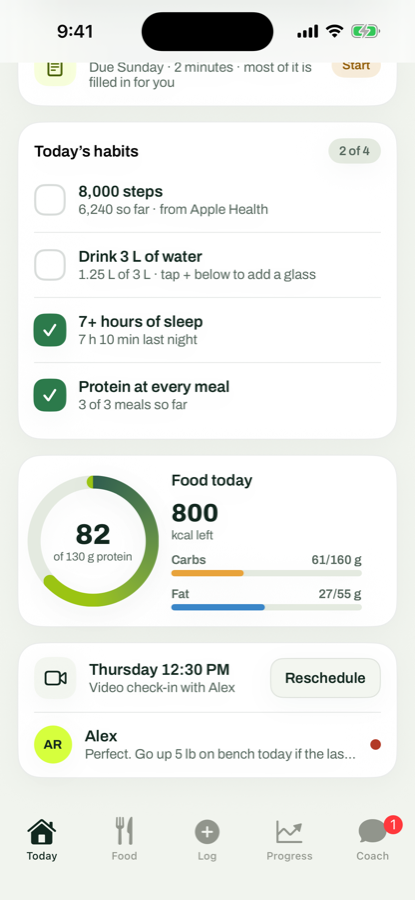 9:41
Due Sunday · 2 minutes · most of it is
filled in for you
Start
Today's habits
2 of 4
8,000 steps
6,240 so far · from Apple Health
Drink 3 L of water
1.25 L of 3 L · tap + below to add a glass
7+ hours of sleep
7 h 10 min last night
Protein at every meal
3 of 3 meals so far
82
of 130 g protein
Food today
800
kcal left
Carbs 61/160 g
Fat 27/55 g
Thursday 12:30 PM
Video check-in with Alex
Reschedule
AR
Alex
Perfect. Go up 5 lb on bench today if the las...
1
Today Food Log Progress Coach